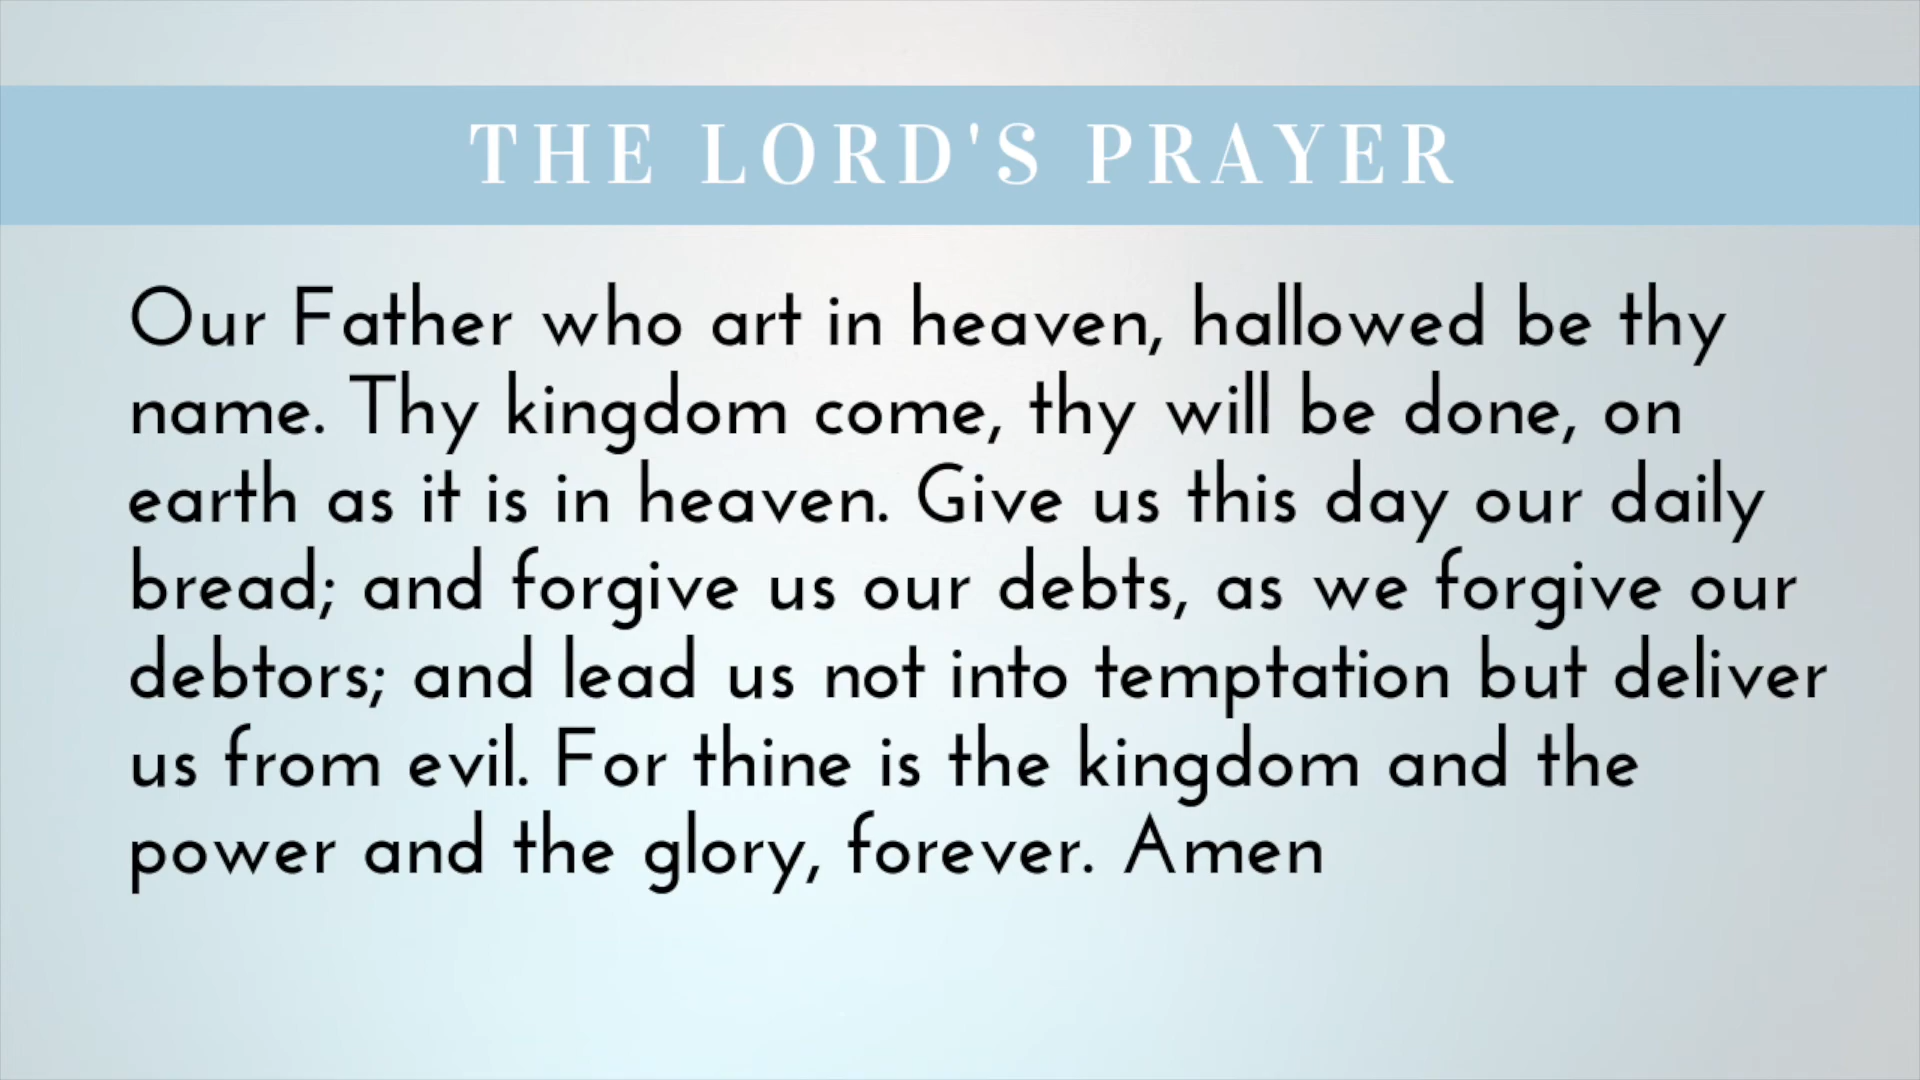 THE LORD'S PRAYER
Our Father who art in heaven, hallowed be thy
name. Thy kingdom come, thy will be done, on
earth as it is in heaven. Give us this day our daily
bread; and forgive us our debts, as we forgive our
debtors; and lead us not into temptation but deliver
us from evil. For thine is the kingdom and the
power and the glory, forever. Amen